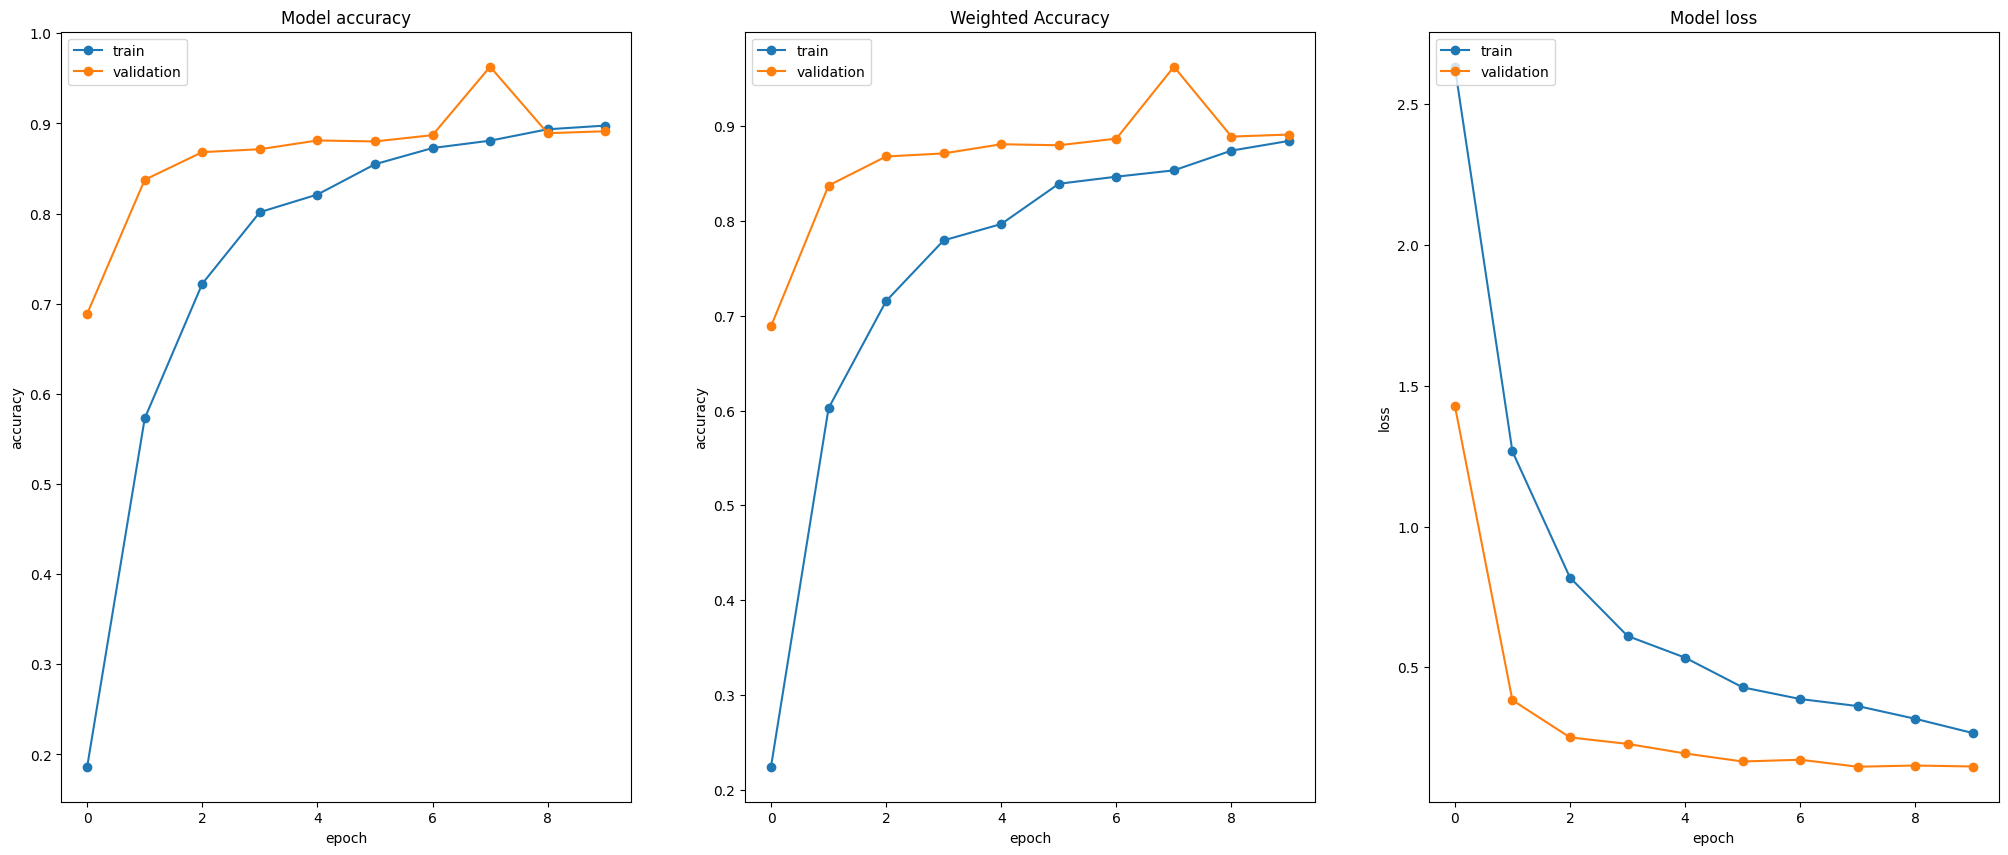 Model accuracy
train
validation
1.0
0.9
0.8
0.7
0.6
0.5
0.4
0.3
0.2
accuracy
0 2 4 6 8
epoch
Weighted Accuracy
train
validation
0.9
0.8
0.7
0.6
0.5
0.4
0.3
0.2
accuracy
0 2 4 6 8
epoch
Model loss
train
validation
2.5
2.0
1.5
1.0
0.5
loss
0 2 4 6 8
epoch